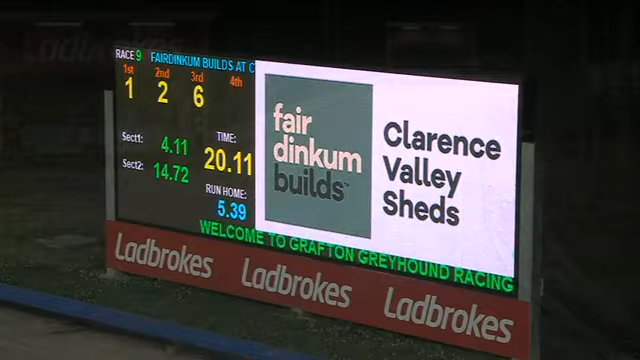 RACE 9 FAIRDINKUM BUILDS AT C
1st 2nd 3rd 4th
1 2 6
Sect1: 4.11
Sect2: 14.72
TIME:
20.11
RUN HOME:
5.39
fair
dinkum
builds™
Clarence
Valley
Sheds
WELCOME TO GRAFTON GREYHOUND RACING
Ladbrokes Ladbrokes Ladbrokes
Ladbrokes